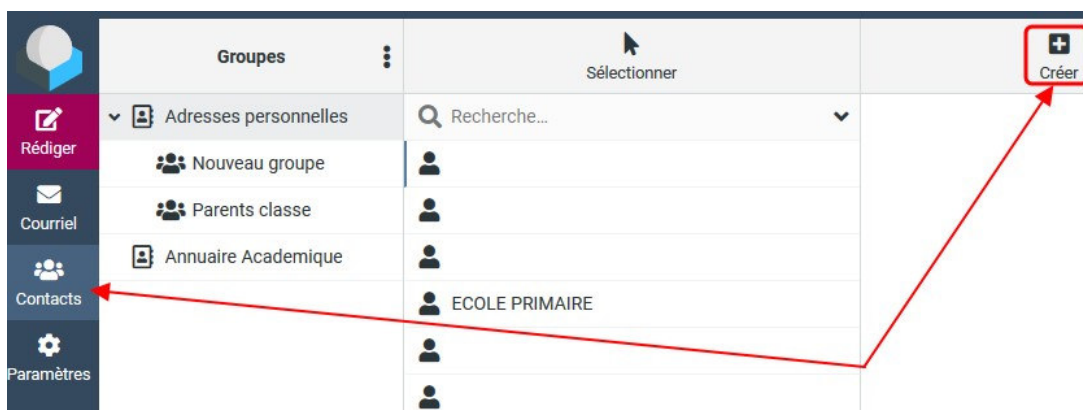 Groupes
Sélectionner
Créer
Rédiger
Courriel
Contacts
Paramètres
Adresses personnelles
Nouveau groupe
Parents classe
Annuaire Academique
Recherche...
ECOLE PRIMAIRE